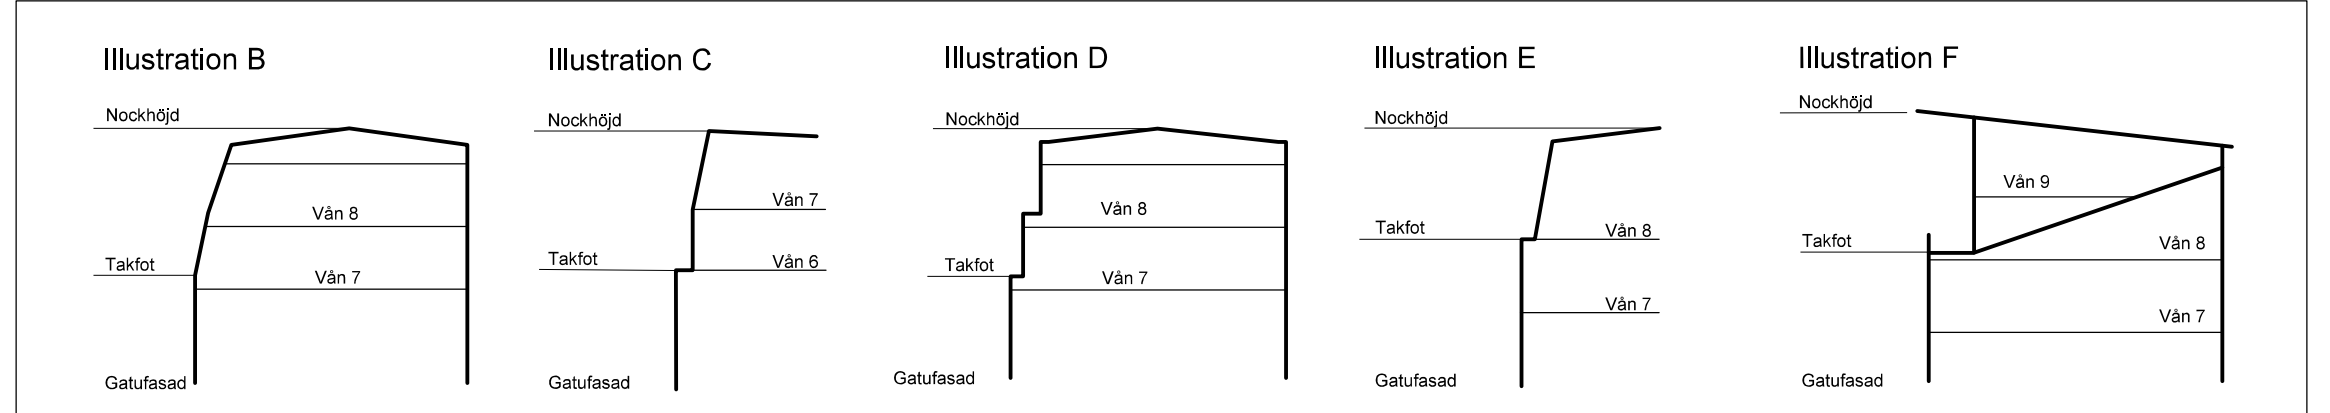 Illustration B
Nockhöjd
Vån 8
Takfot
Vån 7
Gatufasad
Illustration C
Nockhöjd
Vån 7
Takfot
Vån 6
Gatufasad
Illustration D
Nockhöjd
Vån 8
Takfot
Vån 7
Gatufasad
Illustration E
Nockhöjd
Takfot
Vån 8
Vån 7
Gatufasad
Illustration F
Nockhöjd
Vån 9
Takfot
Vån 8
Vån 7
Gatufasad